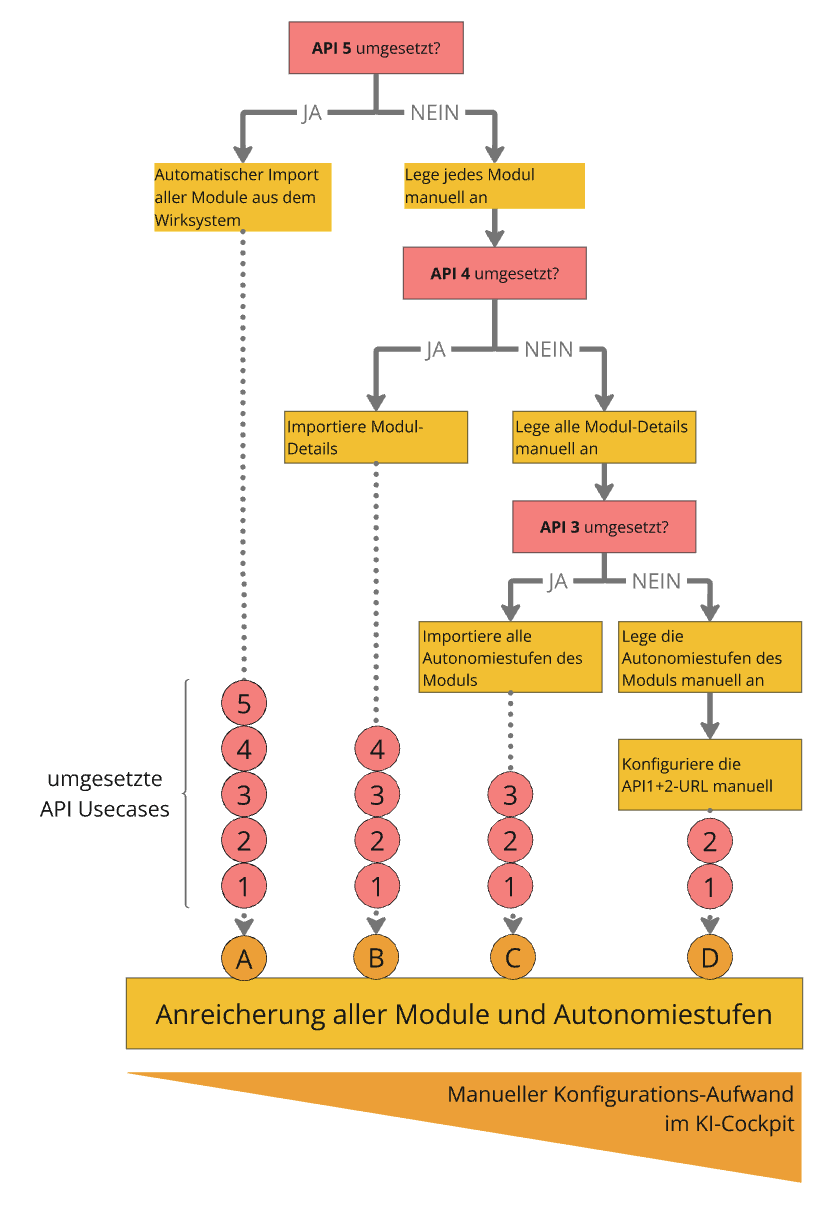 API 5 umgesetzt?
JA
NEIN
Automatischer Import
aller Module aus dem
Wirksystem
Lege jedes Modul
manuell an
API 4 umgesetzt?
JA
NEIN
Importiere Modul-
Details
Lege alle Modul-Details
manuell an
API 3 umgesetzt?
JA
NEIN
Importiere alle
Autonomiestufen des
Moduls
Lege die
Autonomiestufen des
Moduls manuell an
Konfiguriere die
API1+2-URL manuell
umgesetzte
API Usecases
5
4
3
2
1
A
4
3
2
1
B
3
2
1
C
2
1
D
Anreicherung aller Module und Autonomiestufen
Manueller Konfigurations-Aufwand
im KI-Cockpit